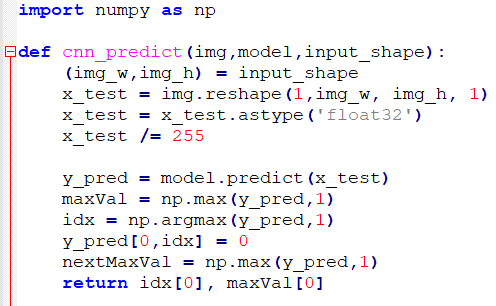 import numpy as np
def cnn_predict(img,model,input_shape):
(img_w,img_h) = input_shape
x_test = img.reshape(1,img_w, img_h, 1)
x_test = x_test.astype('float32')
x_test /= 255
y_pred = model.predict(x_test)
maxVal = np.max(y_pred,1)
idx = np.argmax(y_pred,1)
y_pred[0,idx] = 0
nextMaxVal = np.max(y_pred,1)
return idx[0], maxVal[0]